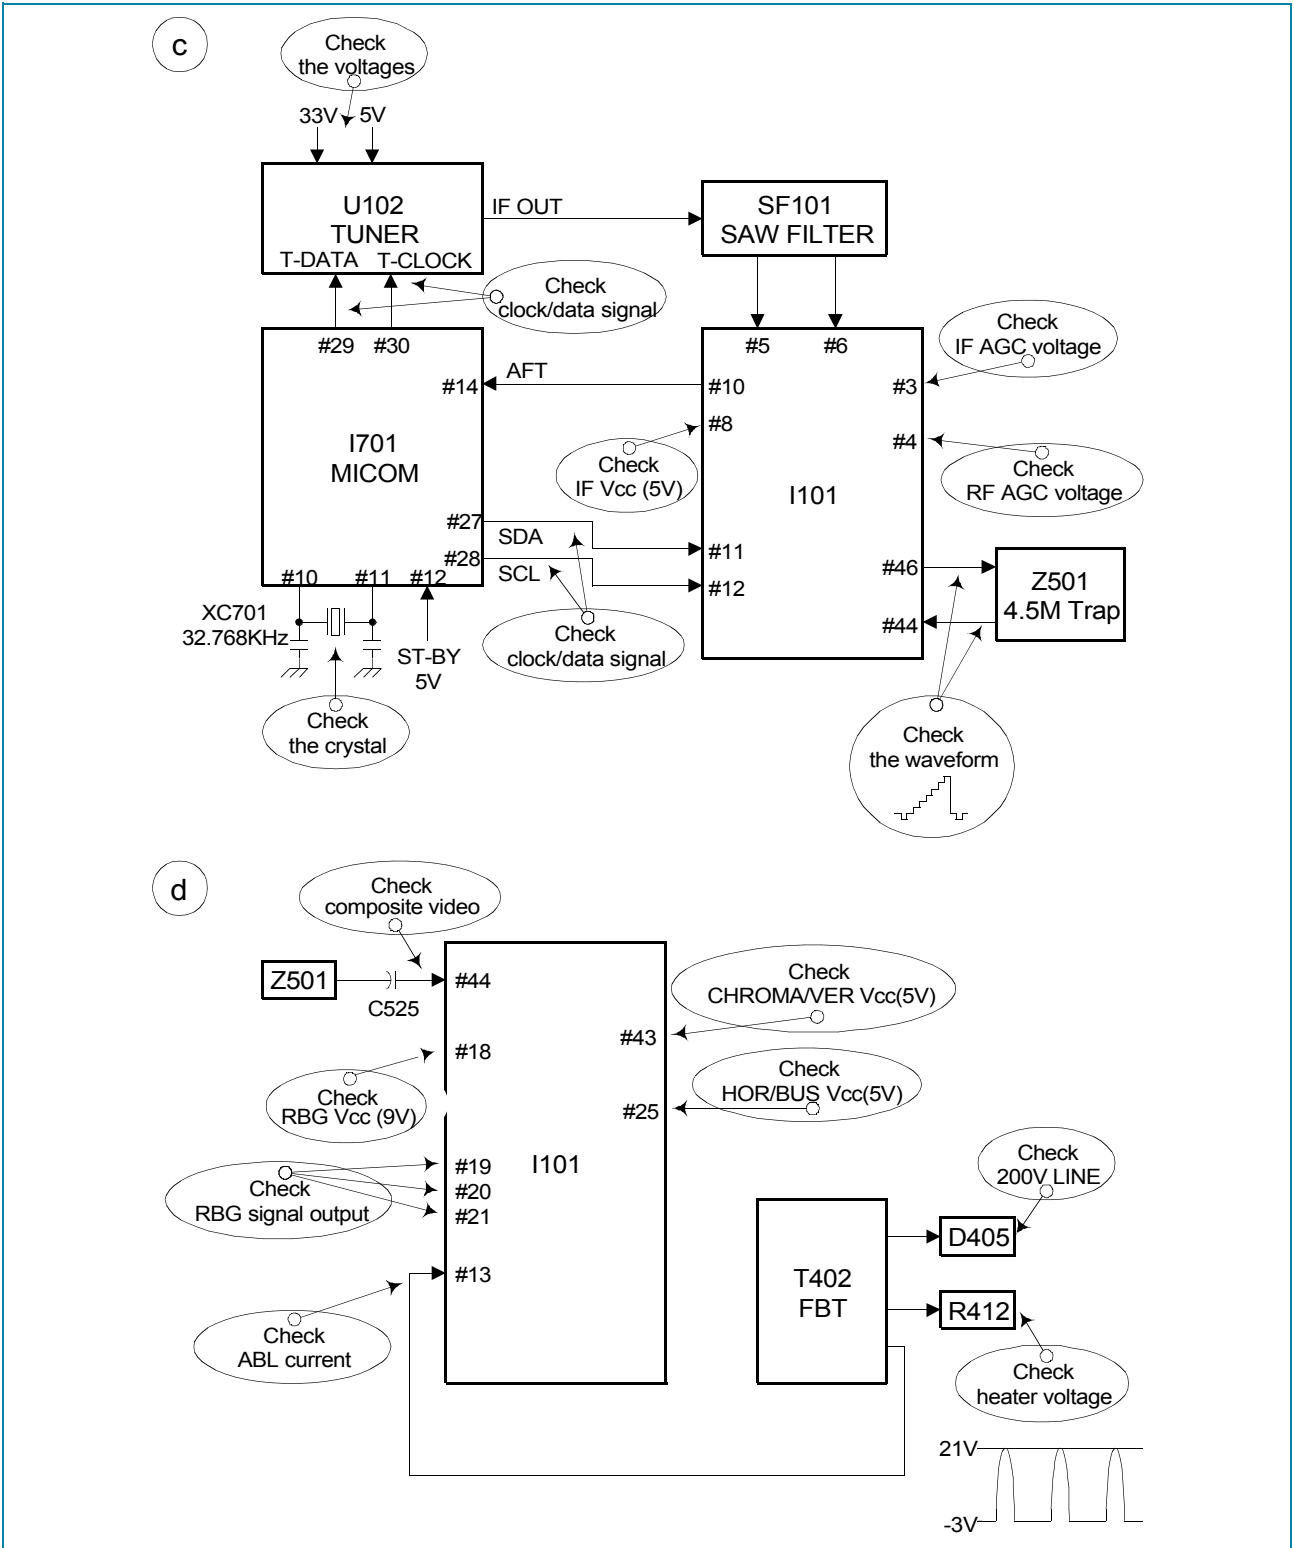 c
Check
the voltages
33V 5V
U102
TUNER
T-DATA T-CLOCK
IF OUT
SF101
SAW FILTER
Check
clock/data signal
#29 #30
#14
AFT
I701
MICOM
#27
#28
SDA
SCL
#10 #11 #12
XC701
32.768KHz
ST-BY
5V
Check
the crystal
Check
clock/data signal
#5 #6
#10
#8
Check
IF Vcc (5V)
I101
#11
#12
#3
#4
#46
#44
Check
IF AGC voltage
Check
RF AGC voltage
Z501
4.5M Trap
Check
the waveform
d
Check
composite video
Z501
C525
#44
#18
Check
RBG Vcc (9V)
#19
#20
#21
Check
RBG signal output
#13
Check
ABL current
I101
#43
#25
Check
CHROMA/VER Vcc(5V)
Check
HOR/BUS Vcc(5V)
Check
200V LINE
T402
FBT
D405
R412
Check
heater voltage
21V
-3V